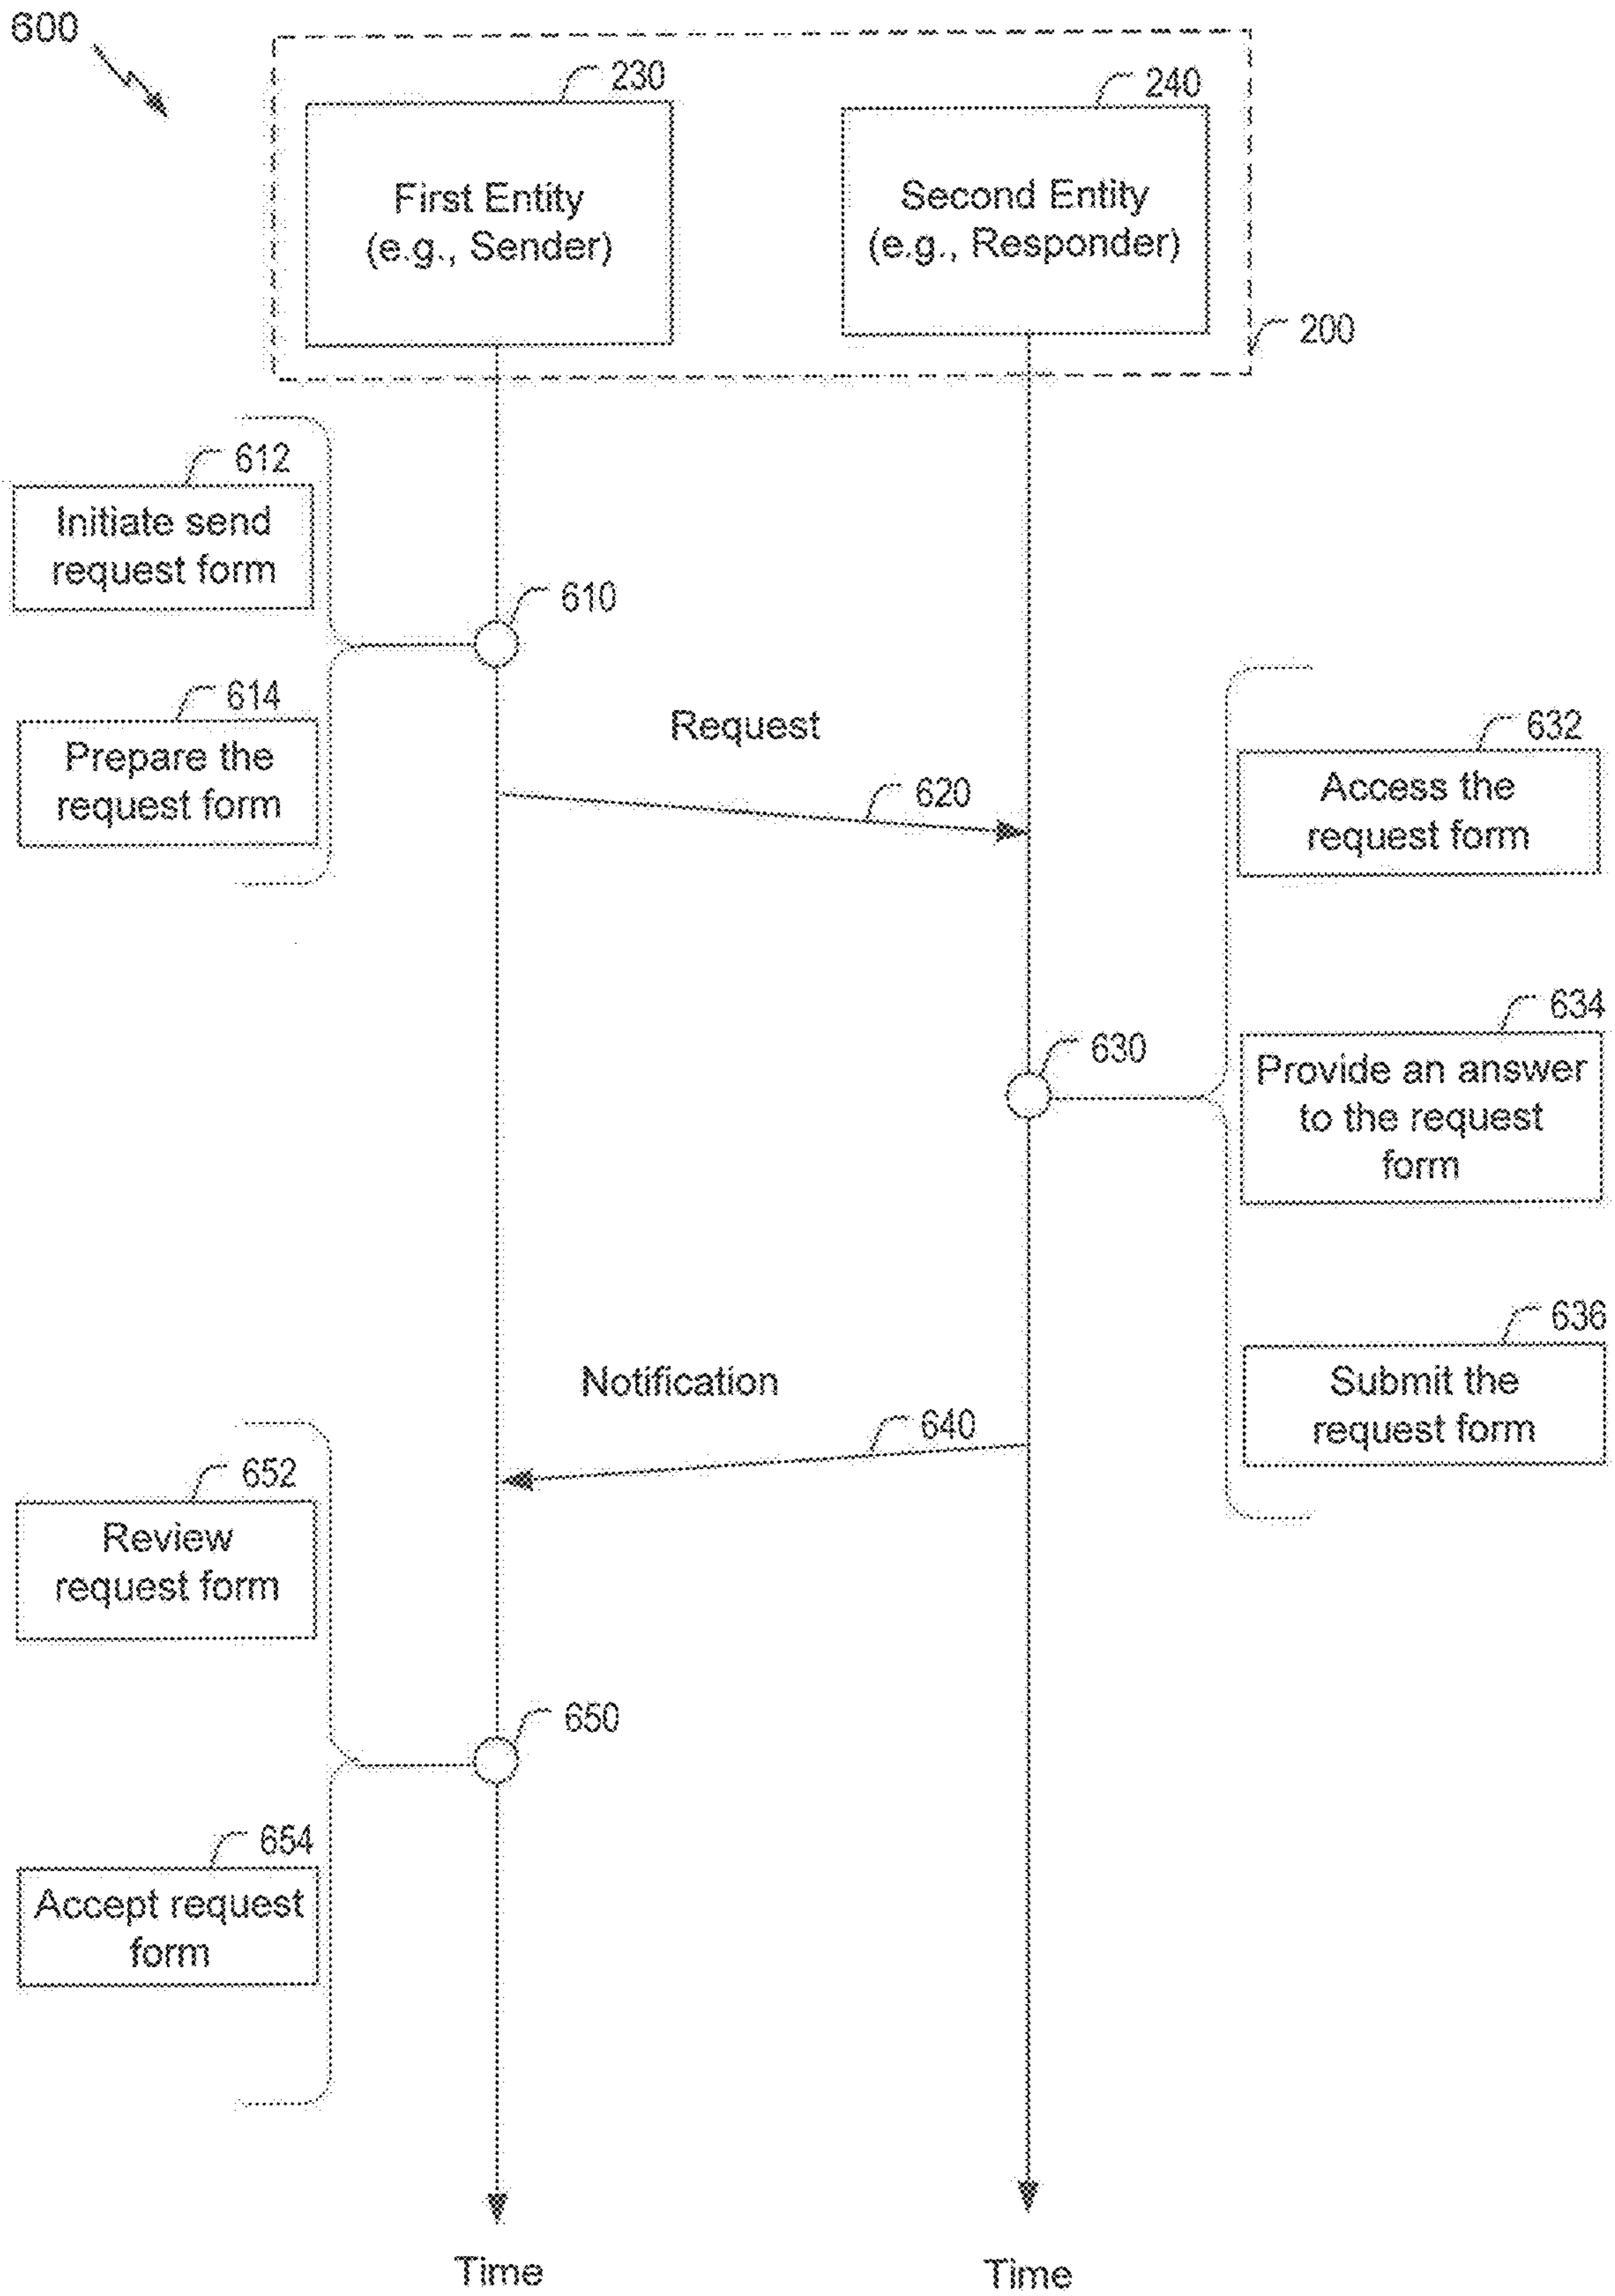 600
230
240
First Entity
(e.g., Sender)
Second Entity
(e.g., Responder)
200
612
Initiate send
request form
610
614
Prepare the
request form
Request
620
632
Access the
request form
634
Provide an answer
to the request
form
630
636
Submit the
request form
Notification
640
652
Review
request form
650
654
Accept request
form
Time
Time